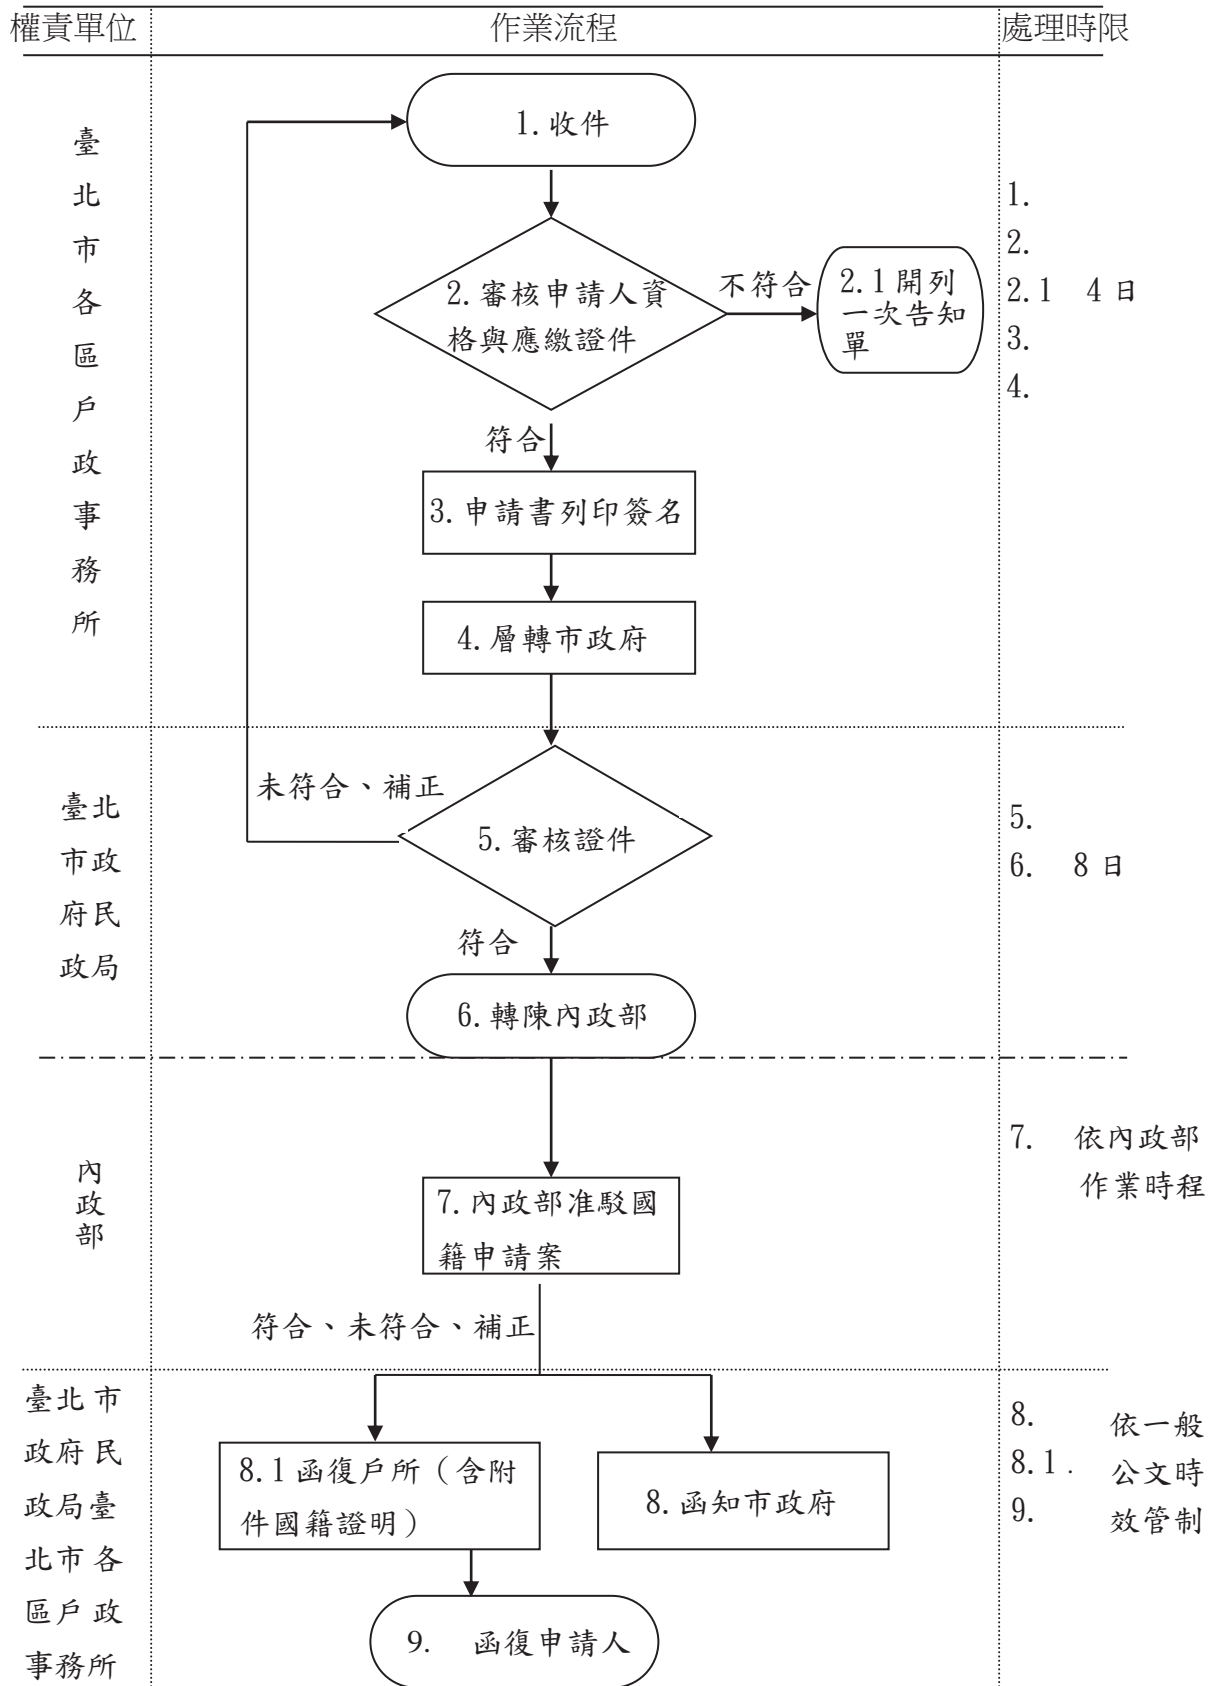 權責單位
作業流程
處理時限
臺
北
市
各
區
戶
政
事
務
所
1.收件
2.審核申請人資
格與應繳證件
不符合
2.1開列
一次告知
單
符合
3.申請書列印簽名
4.層轉市政府
1.
2.
2.1 4日
3.
4.
臺北
市政
府民
政局
未符合、補正
5.審核證件
符合
6.轉陳內政部
5.
6. 8日
內
政
部
7.內政部准駁國
籍申請案
符合、未符合、補正
7. 依內政部
作業時程
臺北市
政府民
政局臺
北市各
區戶政
事務所
8.1函復戶所（含附
件國籍證明）
8.函知市政府
9. 函復申請人
8. 依一般
8.1. 公文時
9. 效管制